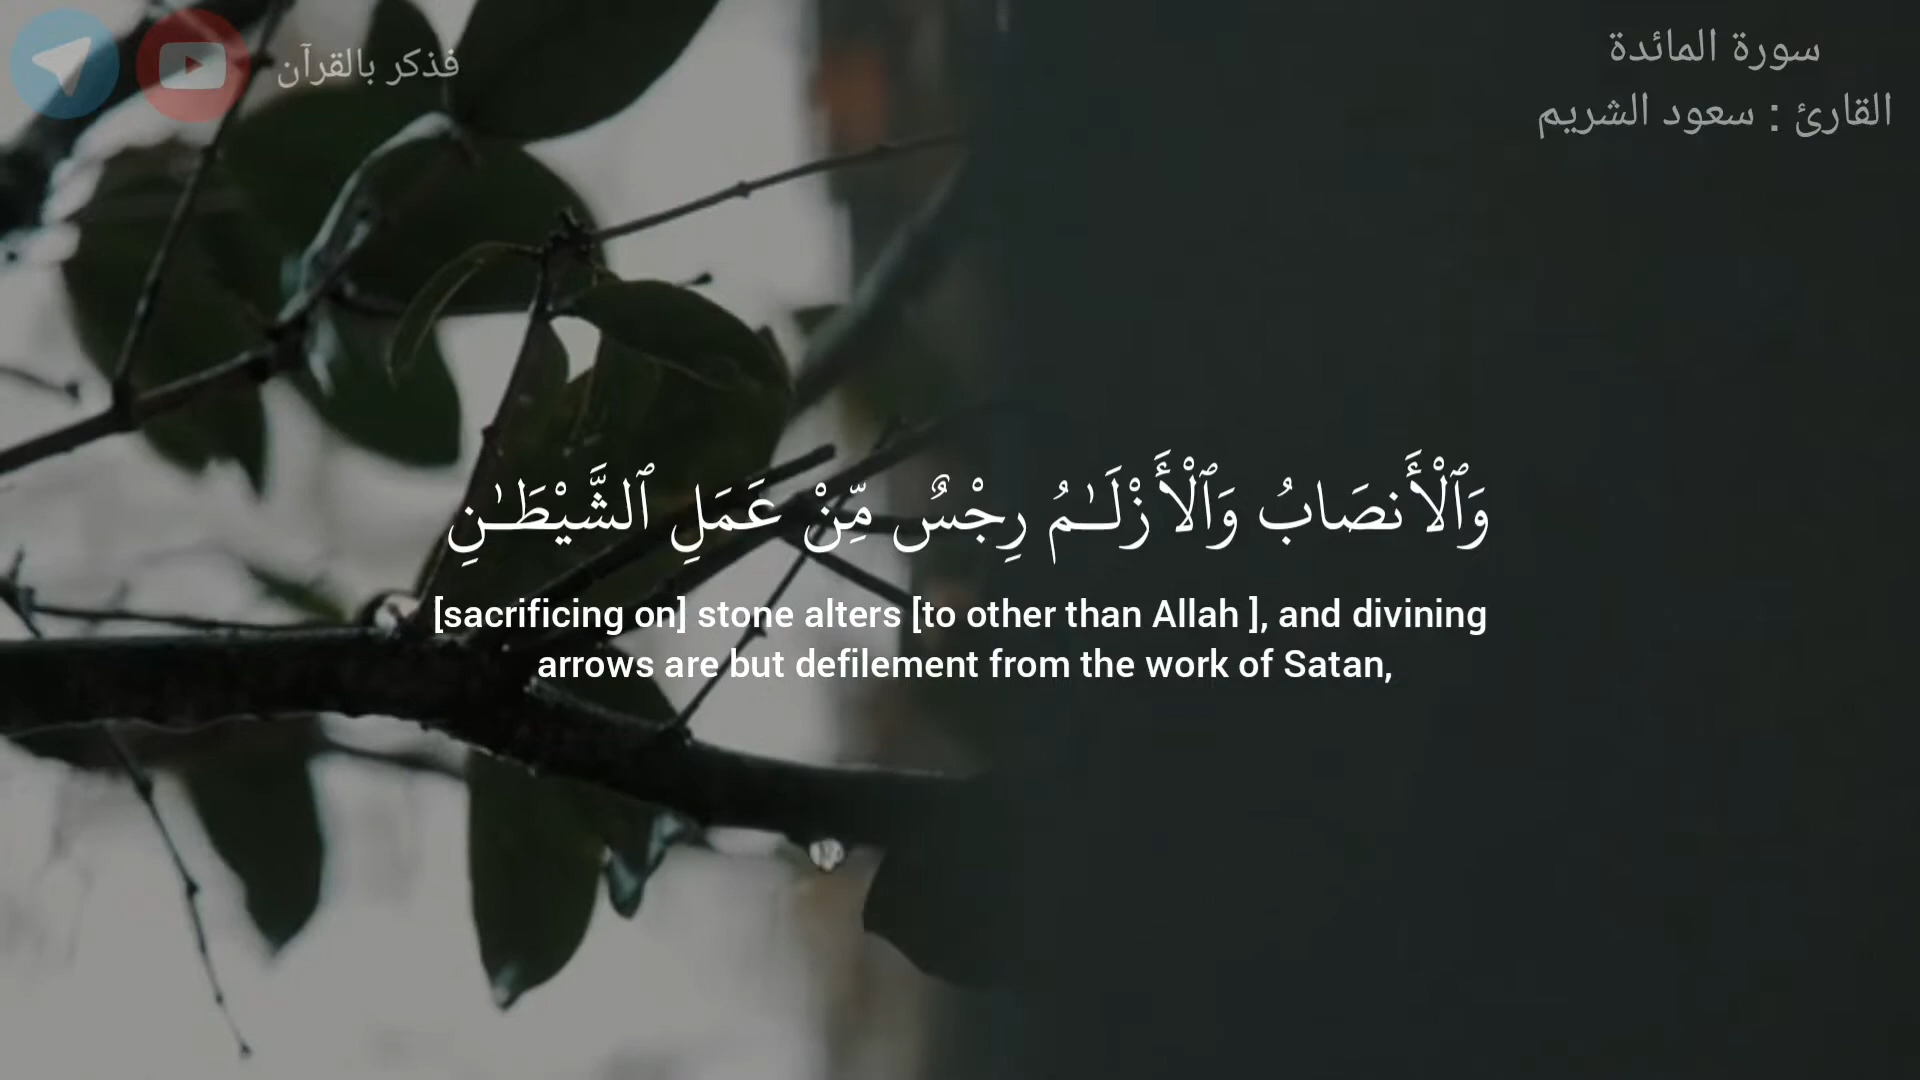 فذكر بالقرآن
سورة المائدة
القارئ : سعود الشريم
وَٱلْأَنصَابُ وَٱلْأَزْلَـٰمُ رِجْسٌ مِّنْ عَمَلِ ٱلشَّيْطَـٰنِ
[sacrificing on] stone alters [to other than Allah ], and divining
arrows are but defilement from the work of Satan,